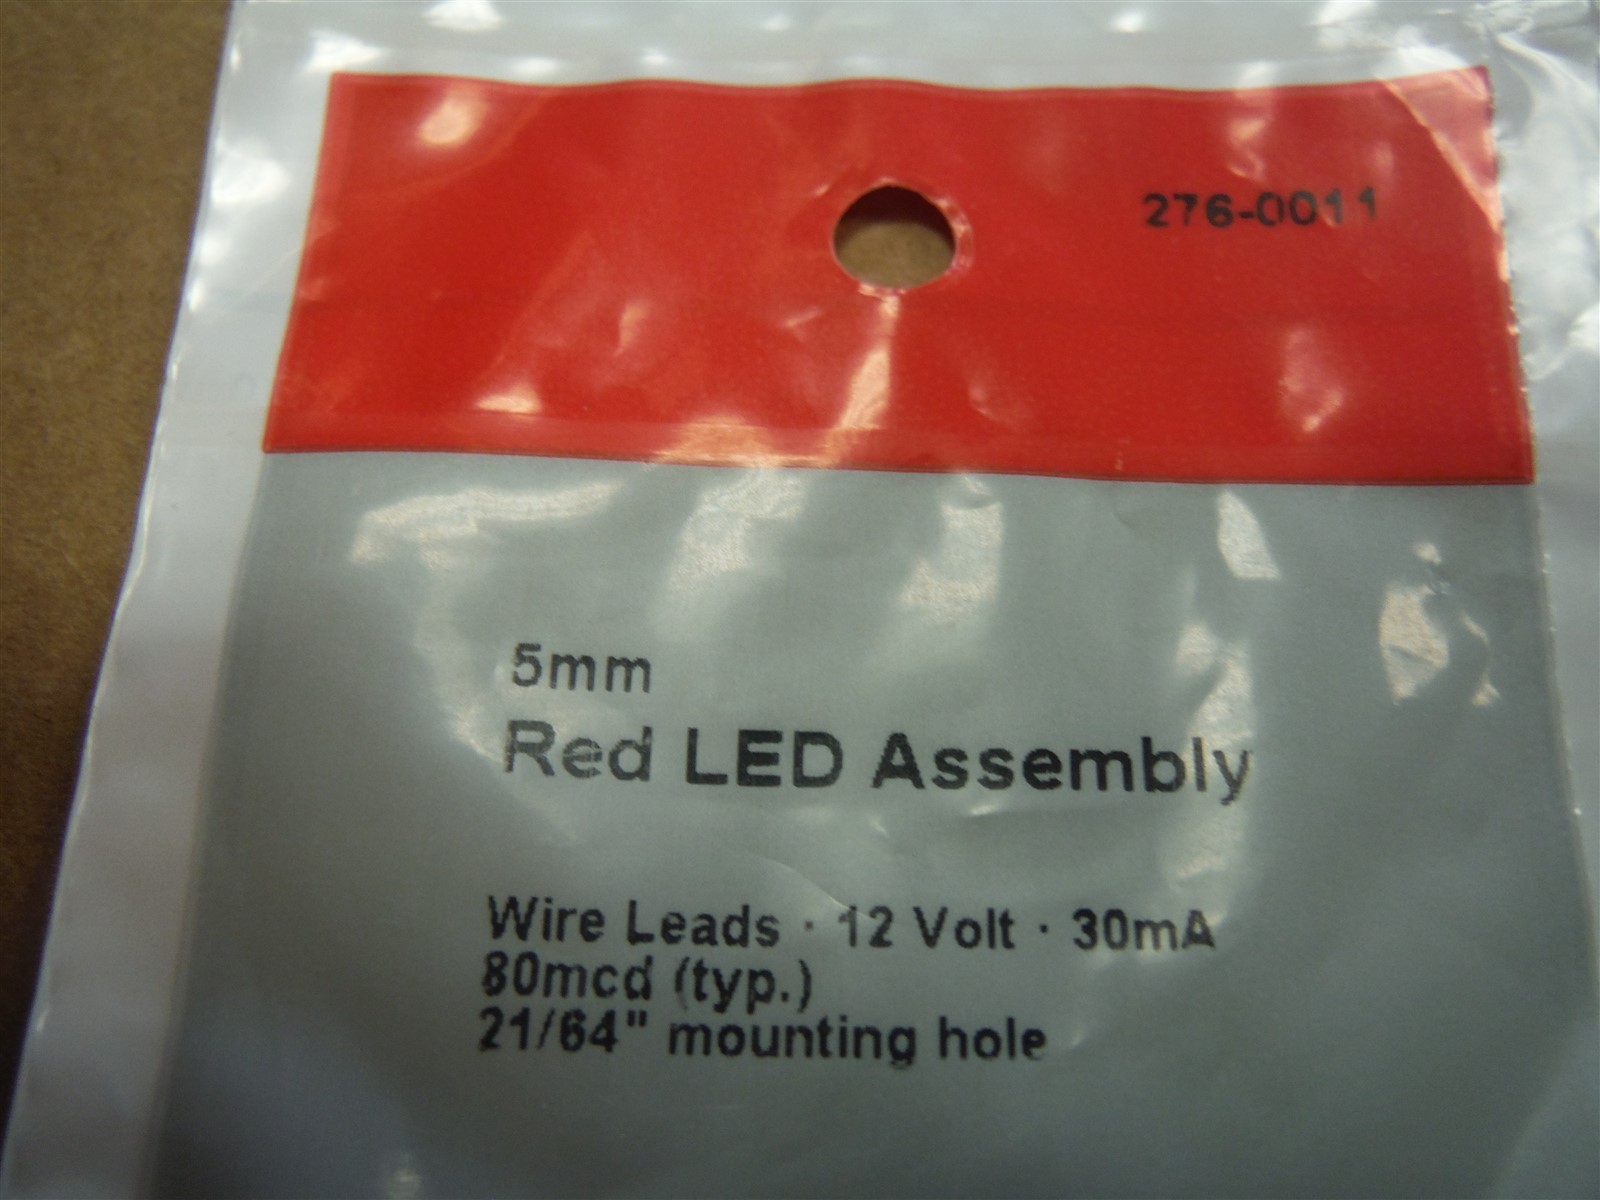 276-0011
5mm
Red LED Assembly
Wire Leads · 12 Volt · 30mA
80mcd (typ.)
21/64" mounting hole